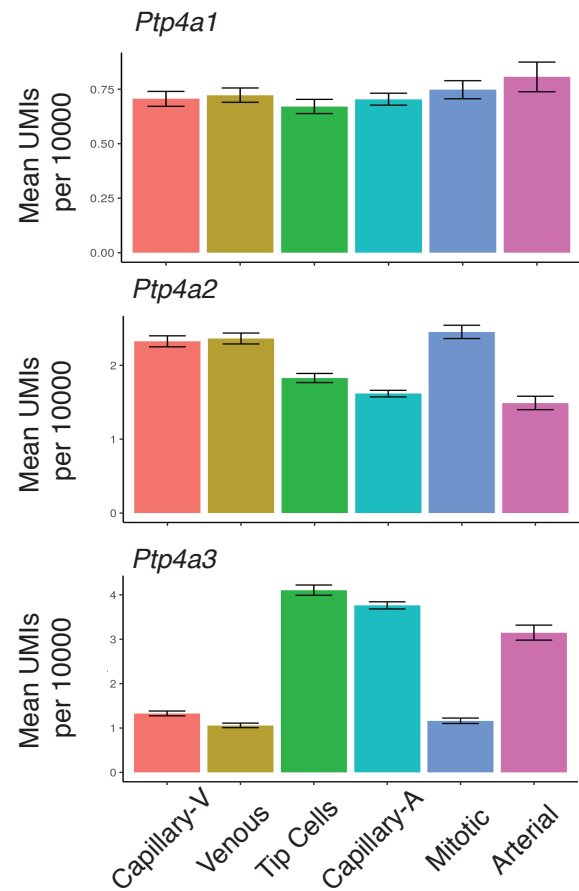 Ptp4a1
Mean UMIs
per 10000
0.75
0.50
0.25
0.00
Ptp4a2
Mean UMIs
per 10000
2
1
0
Ptp4a3
Mean UMIs
per 10000
4
3
2
1
0
Capillary-V
Venous
Tip Cells
Capillary-A
Mitotic
Arterial